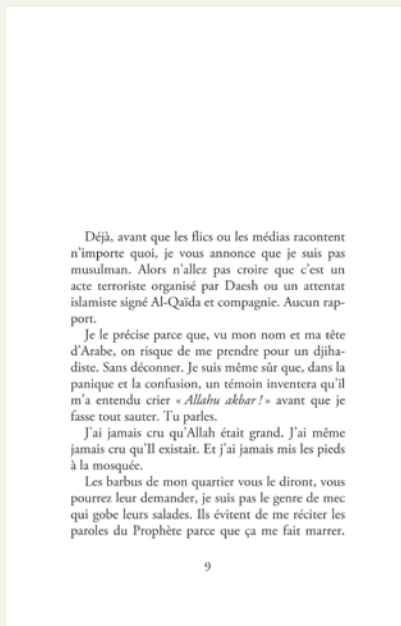 Déjà, avant que les flics ou les médias racontent
n'importe quoi, je vous annonce que je suis pas
musulman. Alors n'allez pas croire que c'est un
acte terroriste organisé par Daesh ou un attentat
islamiste signé Al-Qaïda et compagnie. Aucun rap-
port.
Je le précise parce que, vu mon nom et ma tête
d'Arabe, on risque de me prendre pour un djiha-
diste. Sans déconner. Je suis même sûr que, dans la
panique et la confusion, un témoin inventera qu'il
m'a entendu crier « Allahu akbar ! » avant que je
fasse tout sauter. Tu parles.
J'ai jamais cru qu'Allah était grand. J'ai même
jamais cru qu'Il existait. Et j'ai jamais mis les pieds
à la mosquée.
Les barbus de mon quartier vous le diront, vous
pourrez leur demander, je suis pas le genre de mec
qui gobe leurs salades. Ils évitent de me réciter les
paroles du Prophète parce que ça me fait marrer.
9